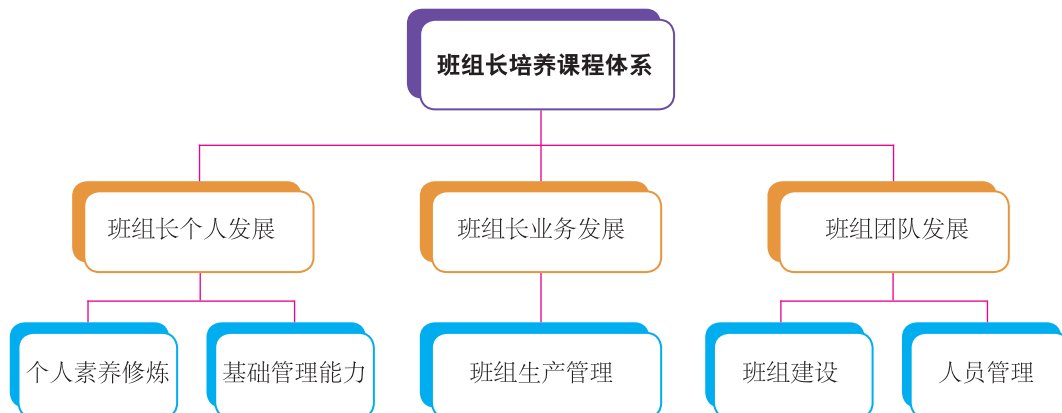 班组长培养课程体系
班组长个人发展
班组长业务发展
班组团队发展
个人素养修炼
基础管理能力
班组生产管理
班组建设
人员管理